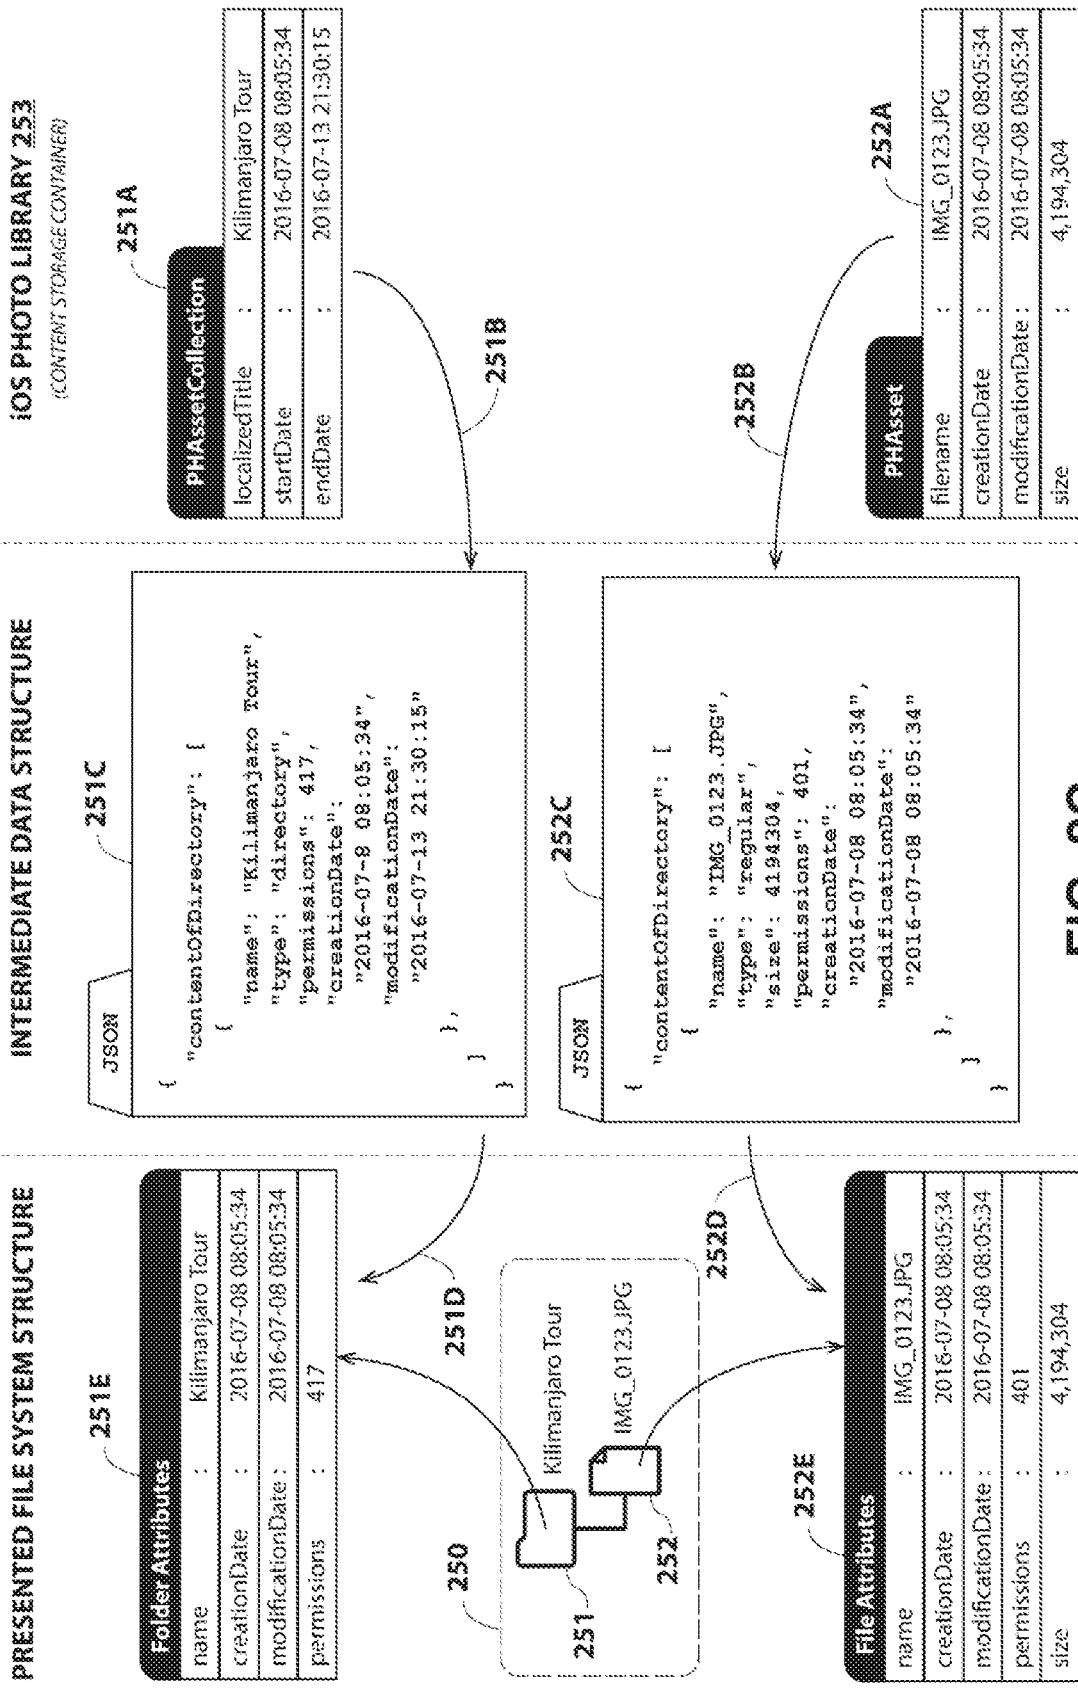 PRESENTED FILE SYSTEM STRUCTURE
251E
Folder Attributes
name : Kilimanjaro Tour
creationDate : 2016-07-08 08:05:34
modificationDate : 2016-07-08 08:05:34
permissions : 417
251D
250
Kilimanjaro Tour
IMG_0123.JPG
251
252
252D
252E
File Attributes
name : IMG_0123.JPG
creationDate : 2016-07-08 08:05:34
modificationDate : 2016-07-08 08:05:34
permissions : 401
size : 4,194,304
INTERMEDIATE DATA STRUCTURE
251C
JSON
{
"contentOfDirectory": [
{
"name": "Kilimanjaro Tour",
"type": "directory",
"permissions": 417,
"creationDate":
"2016-07-8 08:05:34",
"modificationDate":
"2016-07-13 21:30:15"
},
]
}
252C
JSON
{
"contentOfDirectory": [
{
"name": "IMG_0123.JPG",
"type": "regular",
"size": 4194304,
"permissions": 401,
"creationDate":
"2016-07-08 08:05:34",
"modificationDate":
"2016-07-08 08:05:34"
},
]
}
iOS PHOTO LIBRARY 253
(CONTENT STORAGE CONTAINER)
251A
PHAssetCollection
localizedTitle : Kilimanjaro Tour
startDate : 2016-07-08 08:05:34
endDate : 2016-07-13 21:30:15
251B
252B
252A
PHAsset
filename : IMG_0123.JPG
creationDate : 2016-07-08 08:05:34
modificationDate : 2016-07-08 08:05:34
size : 4,194,304